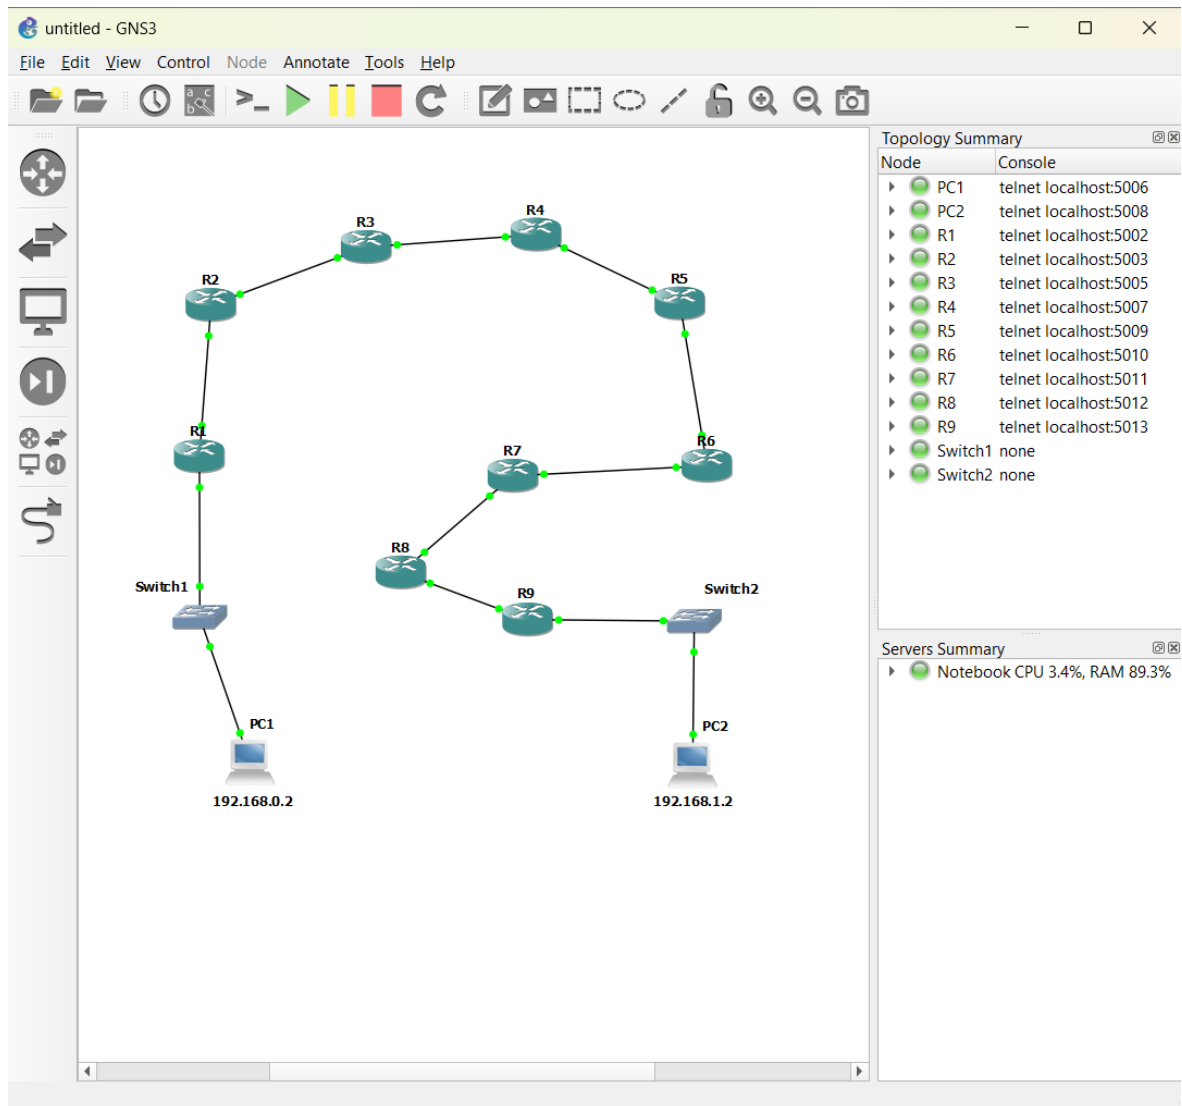 untitled - GNS3
File Edit View Control Node Annotate Tools Help
Topology Summary
Node Console
PC1 telnet localhost:5006
PC2 telnet localhost:5008
R1 telnet localhost:5002
R2 telnet localhost:5003
R3 telnet localhost:5005
R4 telnet localhost:5007
R5 telnet localhost:5009
R6 telnet localhost:5010
R7 telnet localhost:5011
R8 telnet localhost:5012
R9 telnet localhost:5013
Switch1 none
Switch2 none
Servers Summary
Notebook CPU 3.4%, RAM 89.3%
R4
R3
R5
R2
R1
R6
R7
R8
Switch1
Switch2
R9
PC1
PC2
192.168.0.2
192.168.1.2